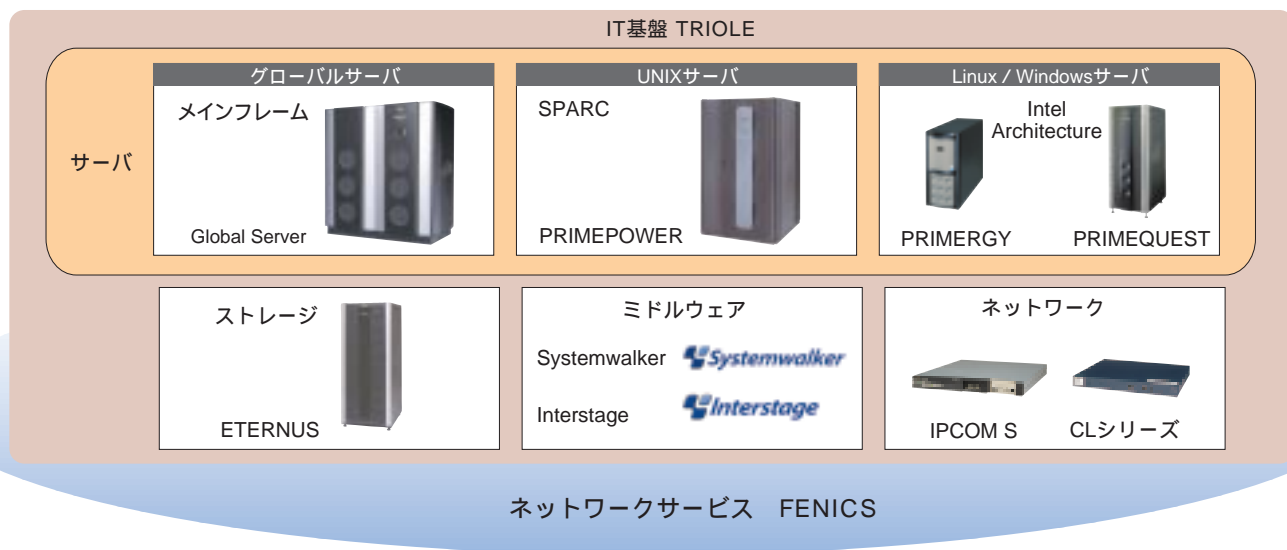 IT基盤 TRIOLE
サーバ
グローバルサーバ
メインフレーム
Global Server
UNIXサーバ
SPARC
PRIMEPOWER
Linux / Windowsサーバ
Intel
Architecture
PRIMERGY
PRIMEQUEST
ストレージ
ETERNUS
ミドルウェア
Systemwalker
Systemwalker
Interstage
Interstage
ネットワーク
IPCOM S
CLシリーズ
ネットワークサービス FENICS